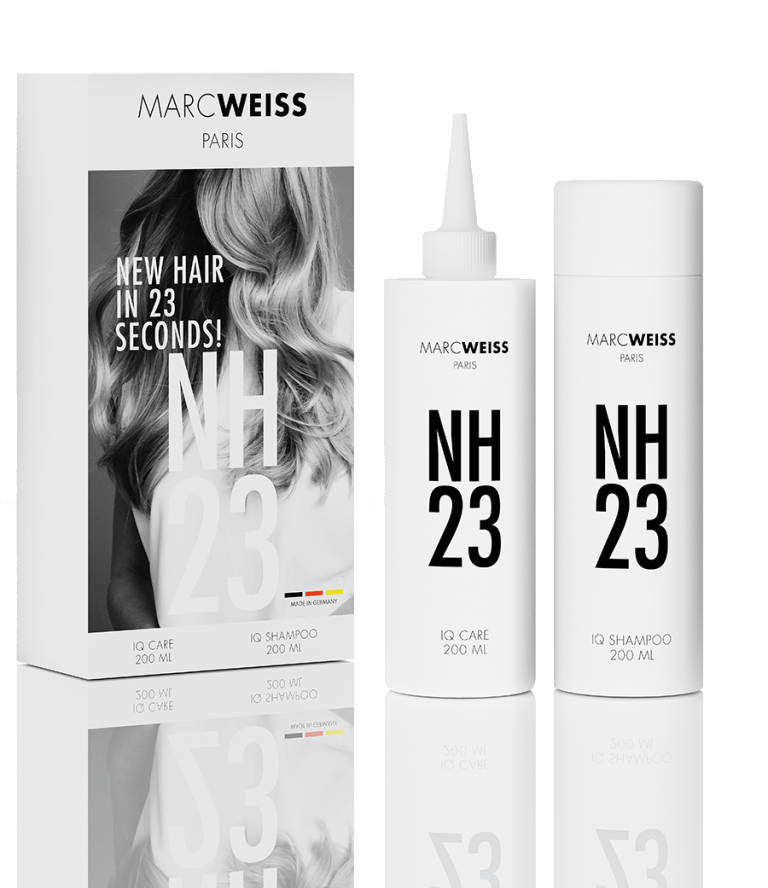 MARCWEISS
PARIS
NEW HAIR
IN 23
SECONDS!
NH
23
MADE IN GERMANY
IQ CARE
200 ML
IQ SHAMPOO
200 ML
MARCWEISS
PARIS
NH
23
IQ CARE
200 ML
MARCWEISS
PARIS
NH
23
IQ SHAMPOO
200 ML